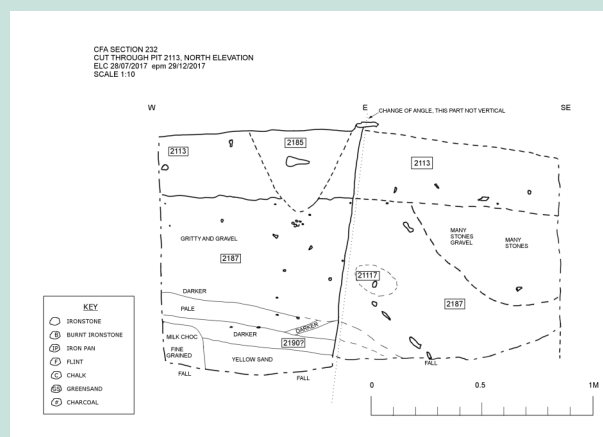 CFA SECTION 232
CUT THROUGH PIT 2113, NORTH ELEVATION
ELC 28/07/2017 epm 29/12/2017
SCALE 1:10
W
E
SE
CHANGE OF ANGLE, THIS PART NOT VERTICAL
2113
2185
2113
GRITTY AND GRAVEL
2187
MANY
STONES
GRAVEL
MANY
STONES
21117
2187
DARKER
PALE
DARKER
DARKER
MILK CHOC
2190?
FINE
GRAINED
YELLOW SAND
FALL
FALL
FALL
KEY
IRONSTONE
B BURNT IRONSTONE
IP IRON PAN
F FLINT
C CHALK
GS GREENSAND
# CHARCOAL
0 0.5 1M